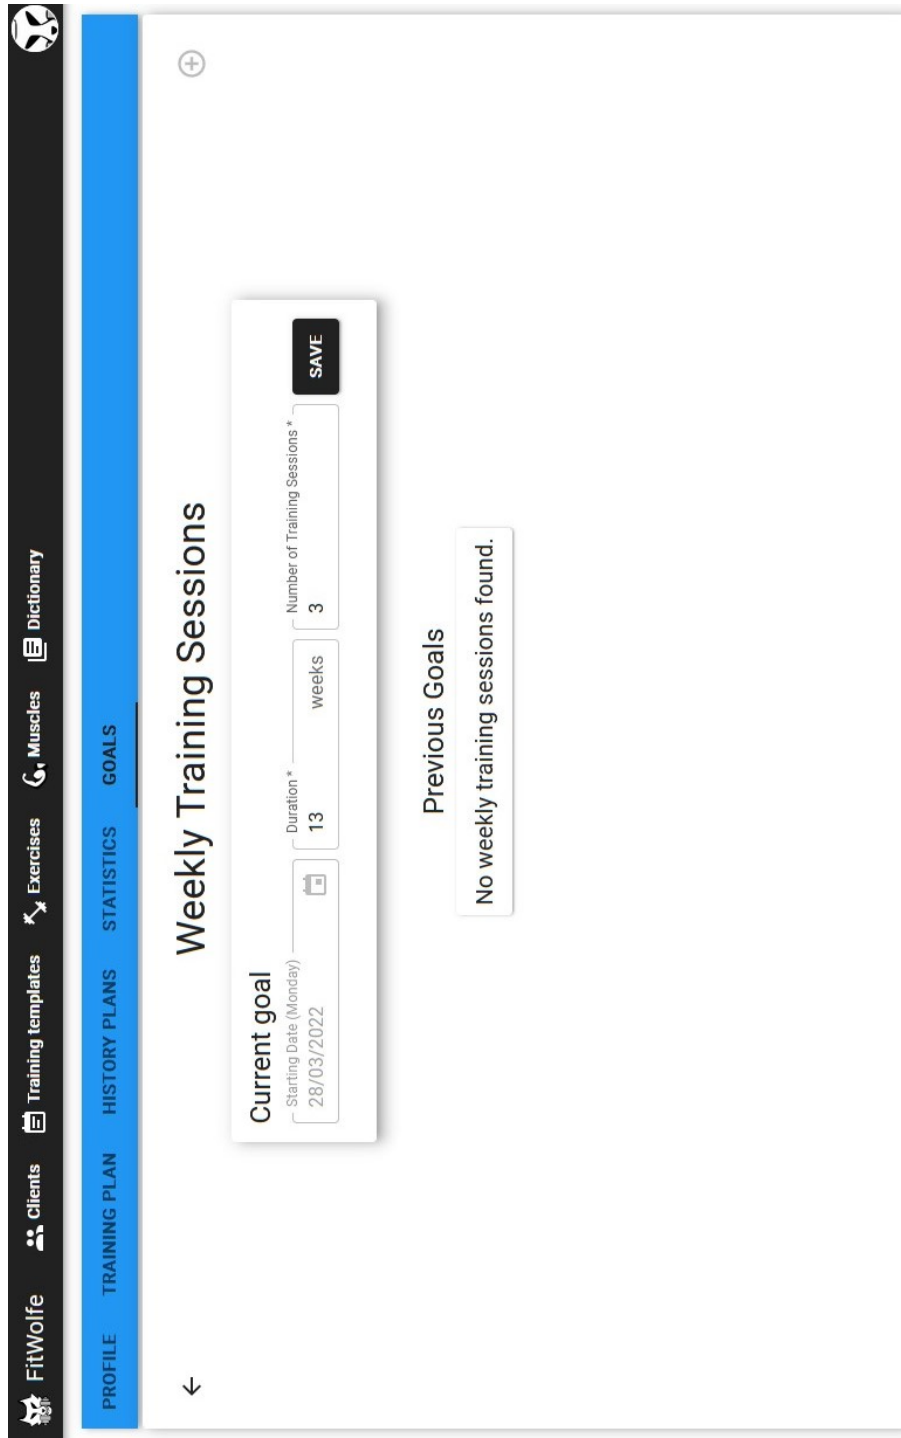 FitWolfe Clients Training templates Exercises Muscles Dictionary
PROFILE TRAINING PLAN HISTORY PLANS STATISTICS GOALS
Weekly Training Sessions
Current goal
Starting Date (Monday) Duration * Number of Training Sessions *
28/03/2022 13 weeks 3 SAVE
Previous Goals
No weekly training sessions found.